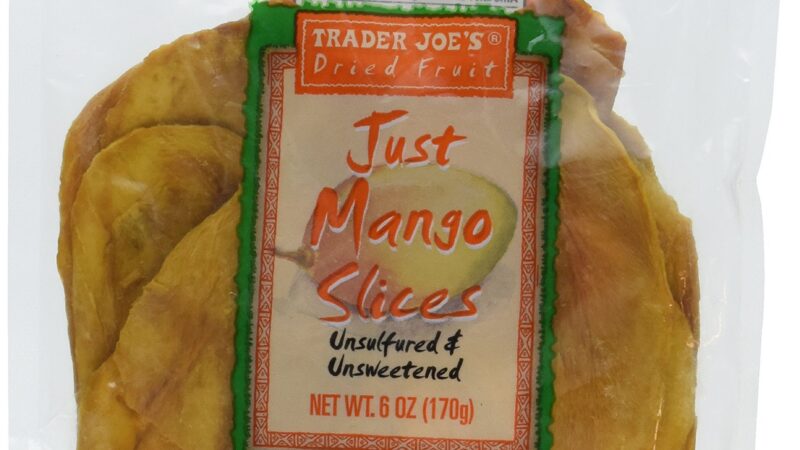 TRADER JOE'S®
Dried Fruit
Just
Mango
Slices
Unsulfured &
Unsweetened
NET WT. 6 OZ (170g)